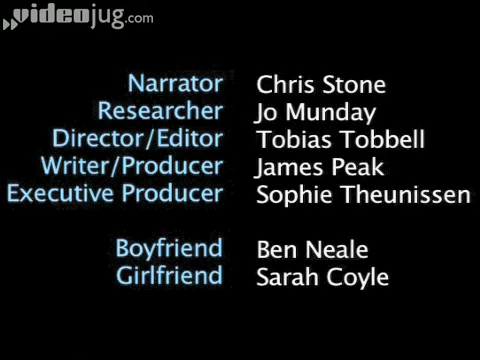 videojug.com
Narrator Chris Stone
Researcher Jo Munday
Director/Editor Tobias Tobbell
Writer/Producer James Peak
Executive Producer Sophie Theunissen
Boyfriend Ben Neale
Girlfriend Sarah Coyle